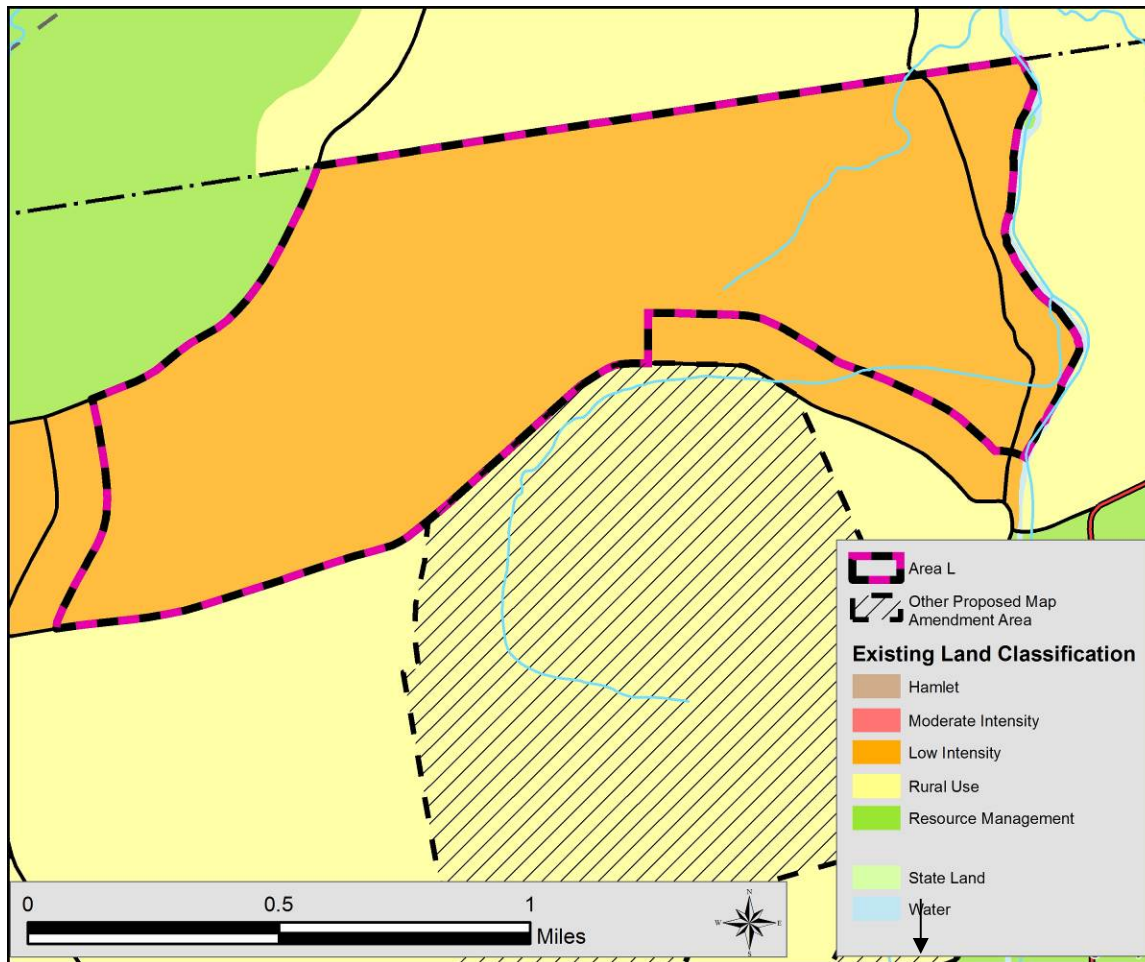 Area L
Other Proposed Map
Amendment Area
Existing Land Classification
Hamlet
Moderate Intensity
Low Intensity
Rural Use
Resource Management
State Land
Water
0 0.5 1
Miles
N
W E
S